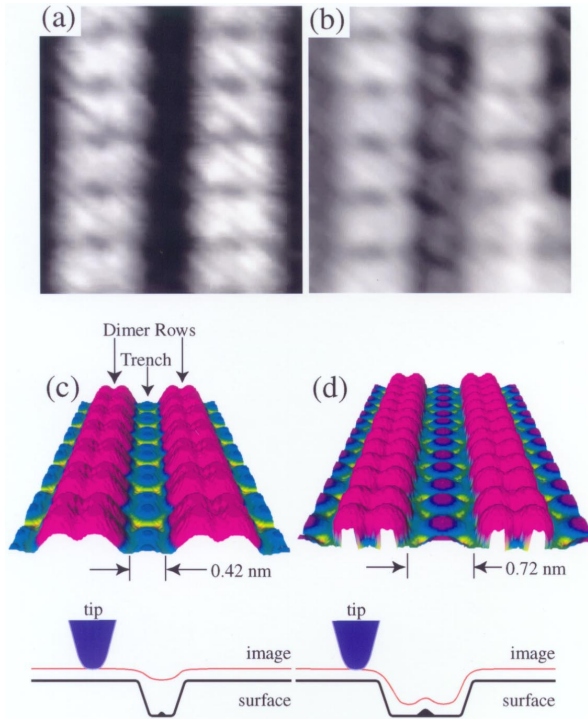 (a)
(b)
Dimer Rows
Trench
(c)
(d)
0.42 nm
0.72 nm
tip
image
surface
tip
image
surface